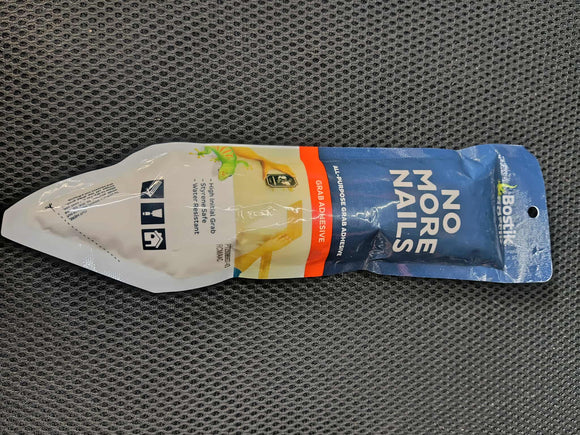 Bostik
NO
MORE
NAILS
ALL-PURPOSE GRAB ADHESIVE
GRAB ADHESIVE
- High Initial Grab
- Styrene Safe
- Water Resistant